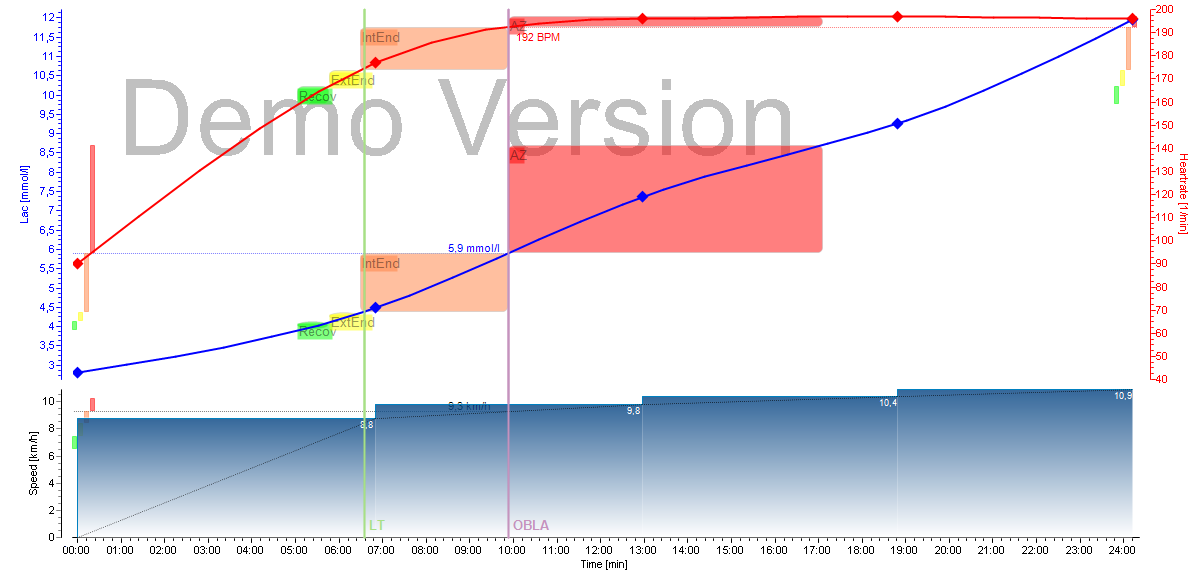 12
11,5
11
10,5
10
9,5
9
8,5
8
7,5
7
6,5
6
5,5
5
4,5
4
3,5
3
Lac [mmol/l]
Demo Version
AZ
192 BPM
IntEnd
ExtEnd
Recov
AZ
5,9 mmol/l
IntEnd
ExtEnd
Recov
200
190
180
170
160
150
140
130
120
110
100
90
80
70
60
50
40
Heartrate [1/min]
10
8
6
4
2
0
Speed [km/h]
9,3 km/h
8,8
9,8
10,4
10,9
LT
OBLA
00:00 01:00 02:00 03:00 04:00 05:00 06:00 07:00 08:00 09:00 10:00 11:00 12:00 13:00 14:00 15:00 16:00 17:00 18:00 19:00 20:00 21:00 22:00 23:00 24:00
Time [min]